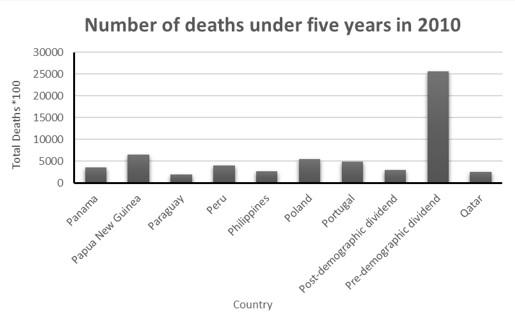 Number of deaths under five years in 2010
Total Deaths *100
30000
25000
20000
15000
10000
5000
0
Panama
Papua New Guinea
Paraguay
Peru
Philippines
Poland
Portugal
Post-demographic dividend
Pre-demographic dividend
Qatar
Country